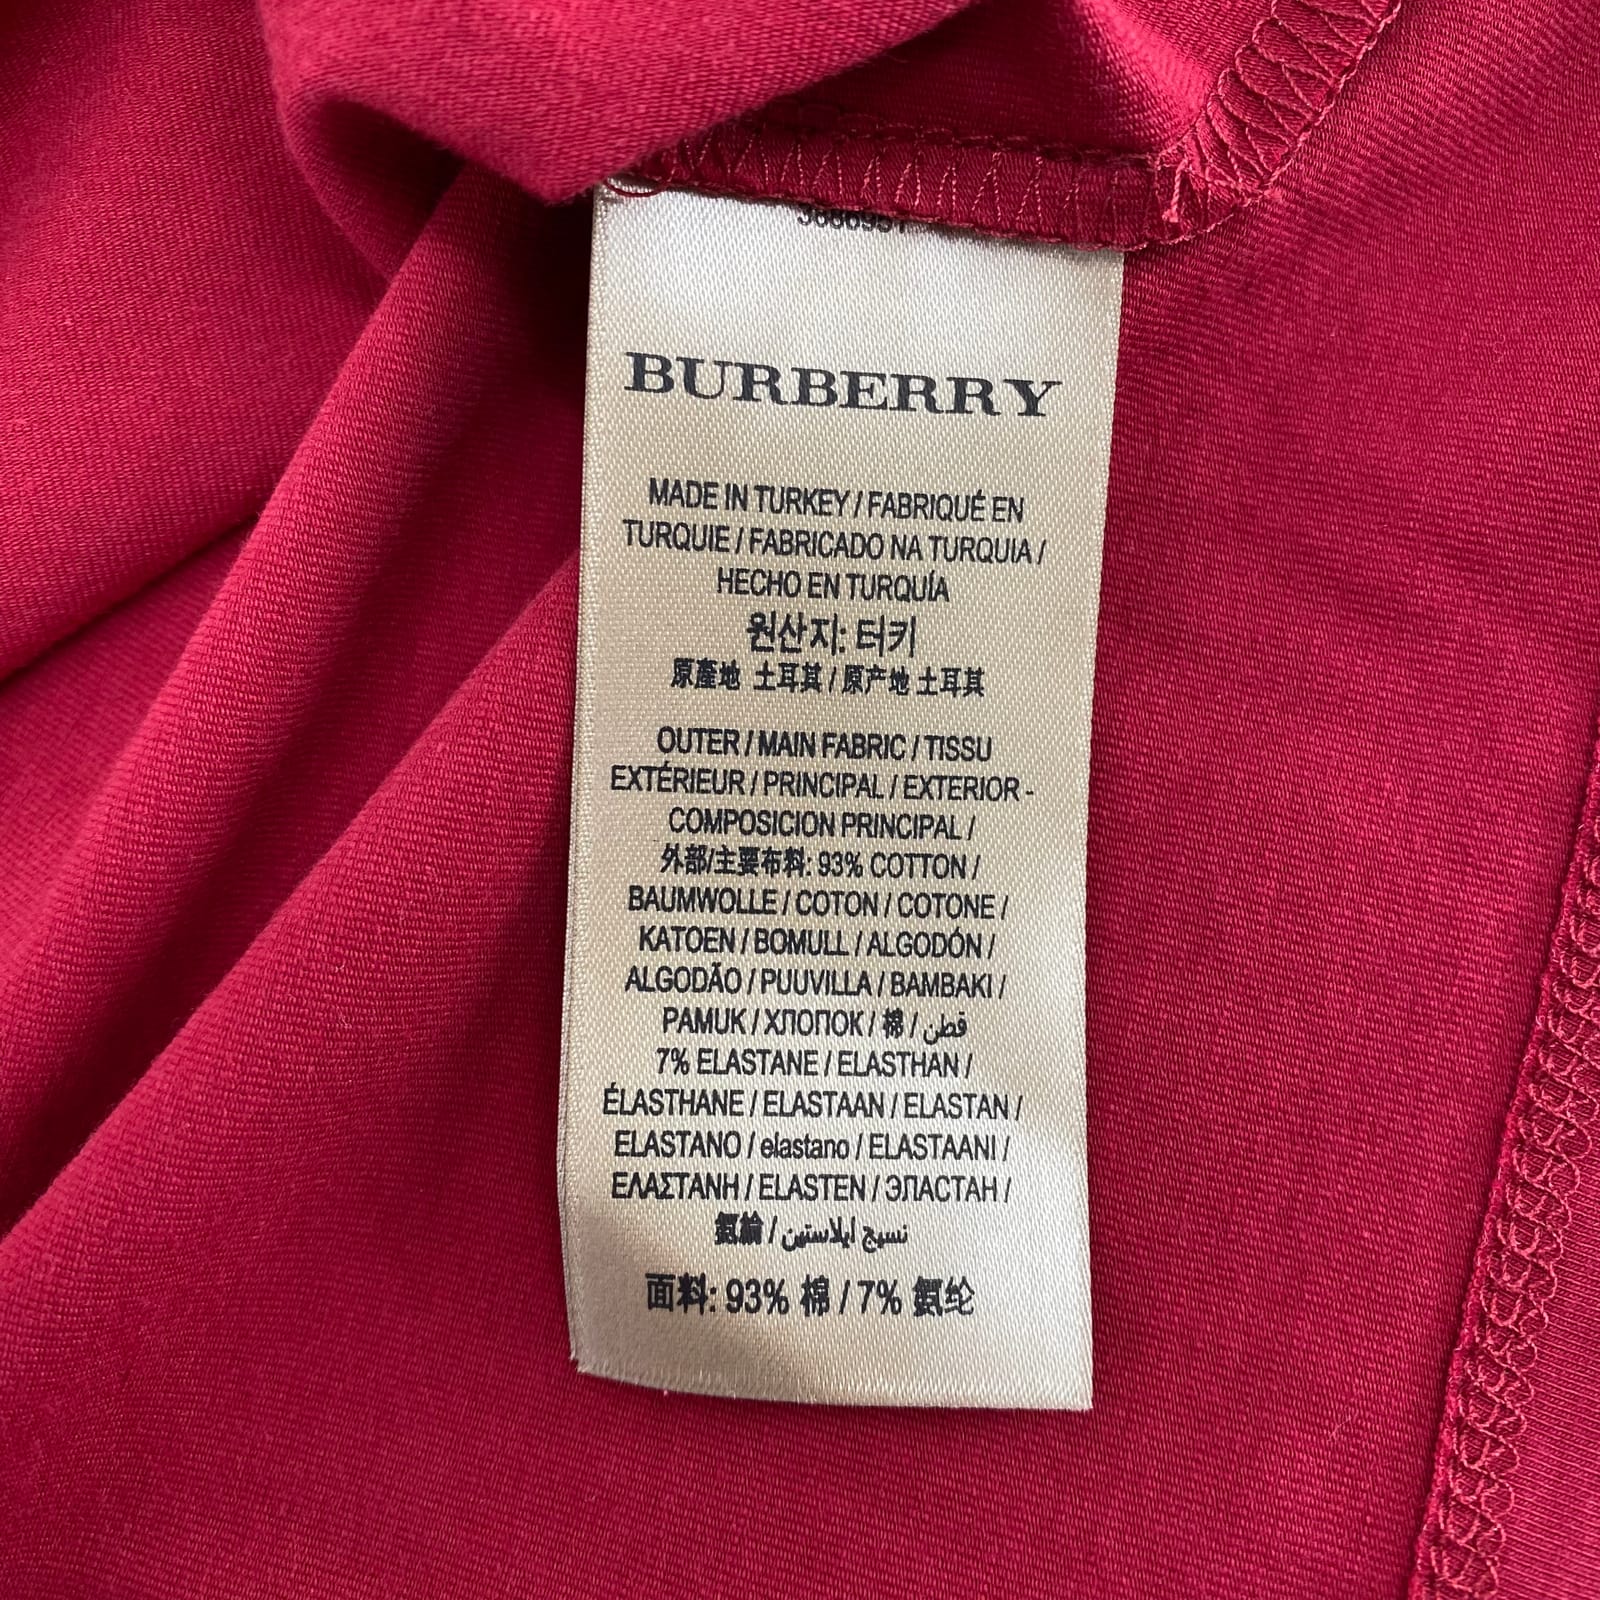 BURBERRY
MADE IN TURKEY / FABRIQUÉ EN
TURQUIE / FABRICADO NA TURQUIA /
HECHO EN TURQUÍA
원산지: 터키
原產地 土耳其 / 原产地 土耳其
OUTER / MAIN FABRIC / TISSU
EXTÉRIEUR / PRINCIPAL / EXTERIOR -
COMPOSICION PRINCIPAL /
外部/主要布料: 93% COTTON /
BAUMWOLLE / COTON / COTONE /
KATOEN / BOMULL / ALGODÓN /
ALGODÃO / PUUVILLA / BAMBAKI /
PAMUK / ХЛОПОК / 棉 / قطن
7% ELASTANE / ELASTHAN /
ÉLASTHANE / ELASTAAN / ELASTAN /
ELASTANO / elastano / ELASTAANI /
ΕΛΑΣΤΑΝΗ / ELASTEN / ЭЛАСТАН /
氨綸 / نسيج ايلاستين
面料: 93% 棉 / 7% 氨纶